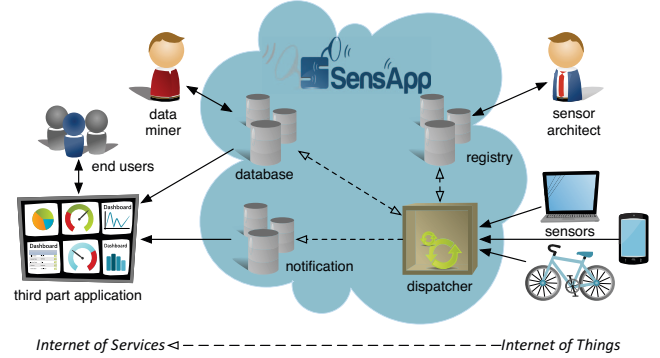 SensApp
data
miner
sensor
architect
end users
database
registry
Dashboard
Dashboard
Dashboard
sensors
notification
dispatcher
third part application
Internet of Services
Internet of Things